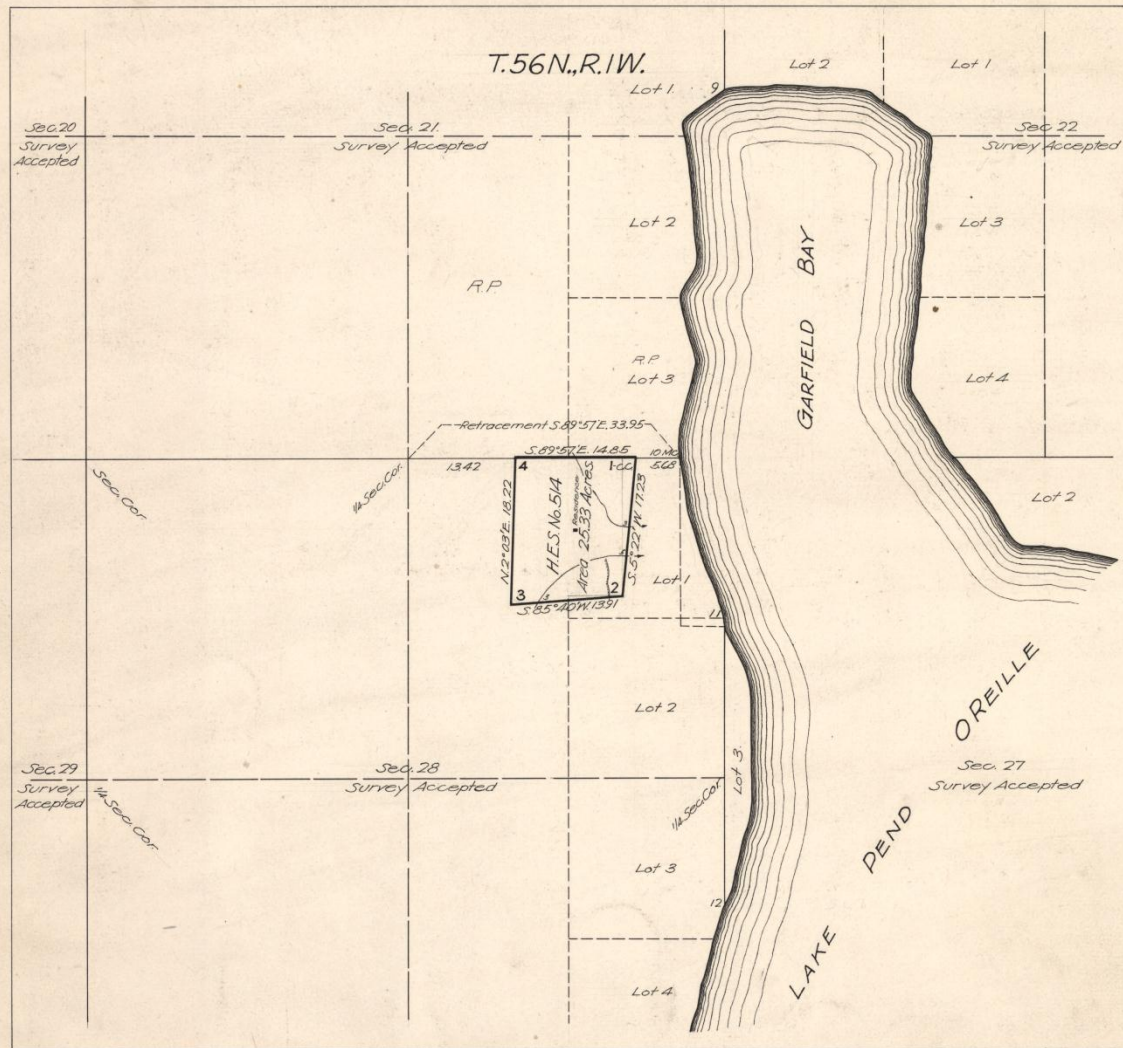 T.56N.,R.1W.
Lot 2
Lot 1
Lot 1
9
Sec. 20
Survey
Accepted
Sec. 21.
Survey Accepted
Sec 22
Survey Accepted
Lot 2
Lot 3
GARFIELD BAY
R.P.
R.P.
Lot 3
Lot 4
Retracement S.89°57'E.33.95
S.89°57'E. 14.85
10 MC
13.42
4
1-CC
5.68
Sec. Cor.
1/4 Sec. Cor.
Lot 2
N.2°03'E. 18.22
HES No. 514
Residence
Area 25.33 Acres
S.5°22'W. 17.23
Lot 1
3
2
S.85°40'W.13.91
11
Lot 2
LAKE PEND OREILLE
Sec. 29
Survey
Accepted
1/4 Sec. Cor.
Sec. 28
Survey Accepted
1/4 Sec. Cor.
Lot 3
Sec. 27
Survey Accepted
Lot 3
12
Lot 4